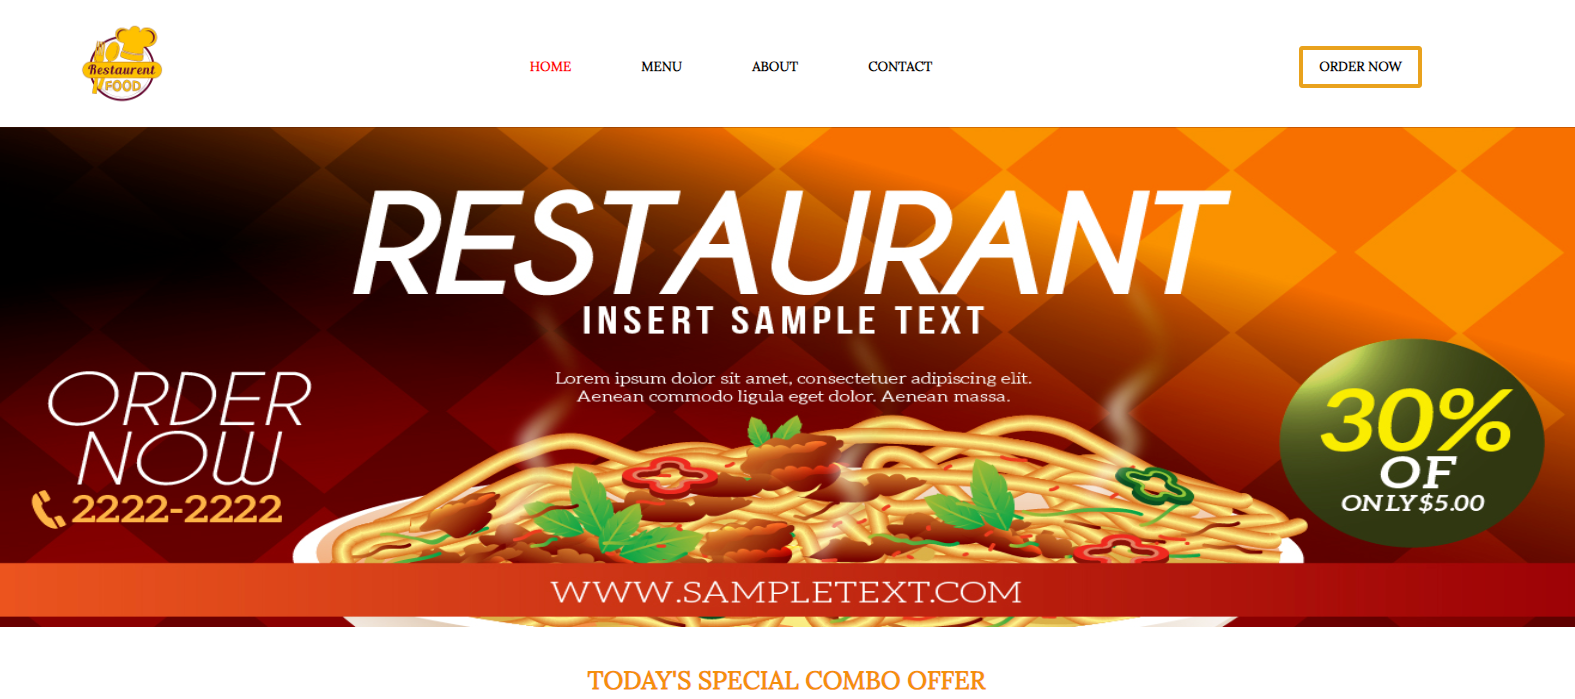 Restaurent
FOOD
HOME
MENU
ABOUT
CONTACT
ORDER NOW
RESTAURANT
INSERT SAMPLE TEXT
Lorem ipsum dolor sit amet, consectetuer adipiscing elit.
Aenean commodo ligula eget dolor. Aenean massa.
ORDER
NOW
2222-2222
30%
OF
ONLY $5.00
WWW.SAMPLETEXT.COM
TODAY'S SPECIAL COMBO OFFER